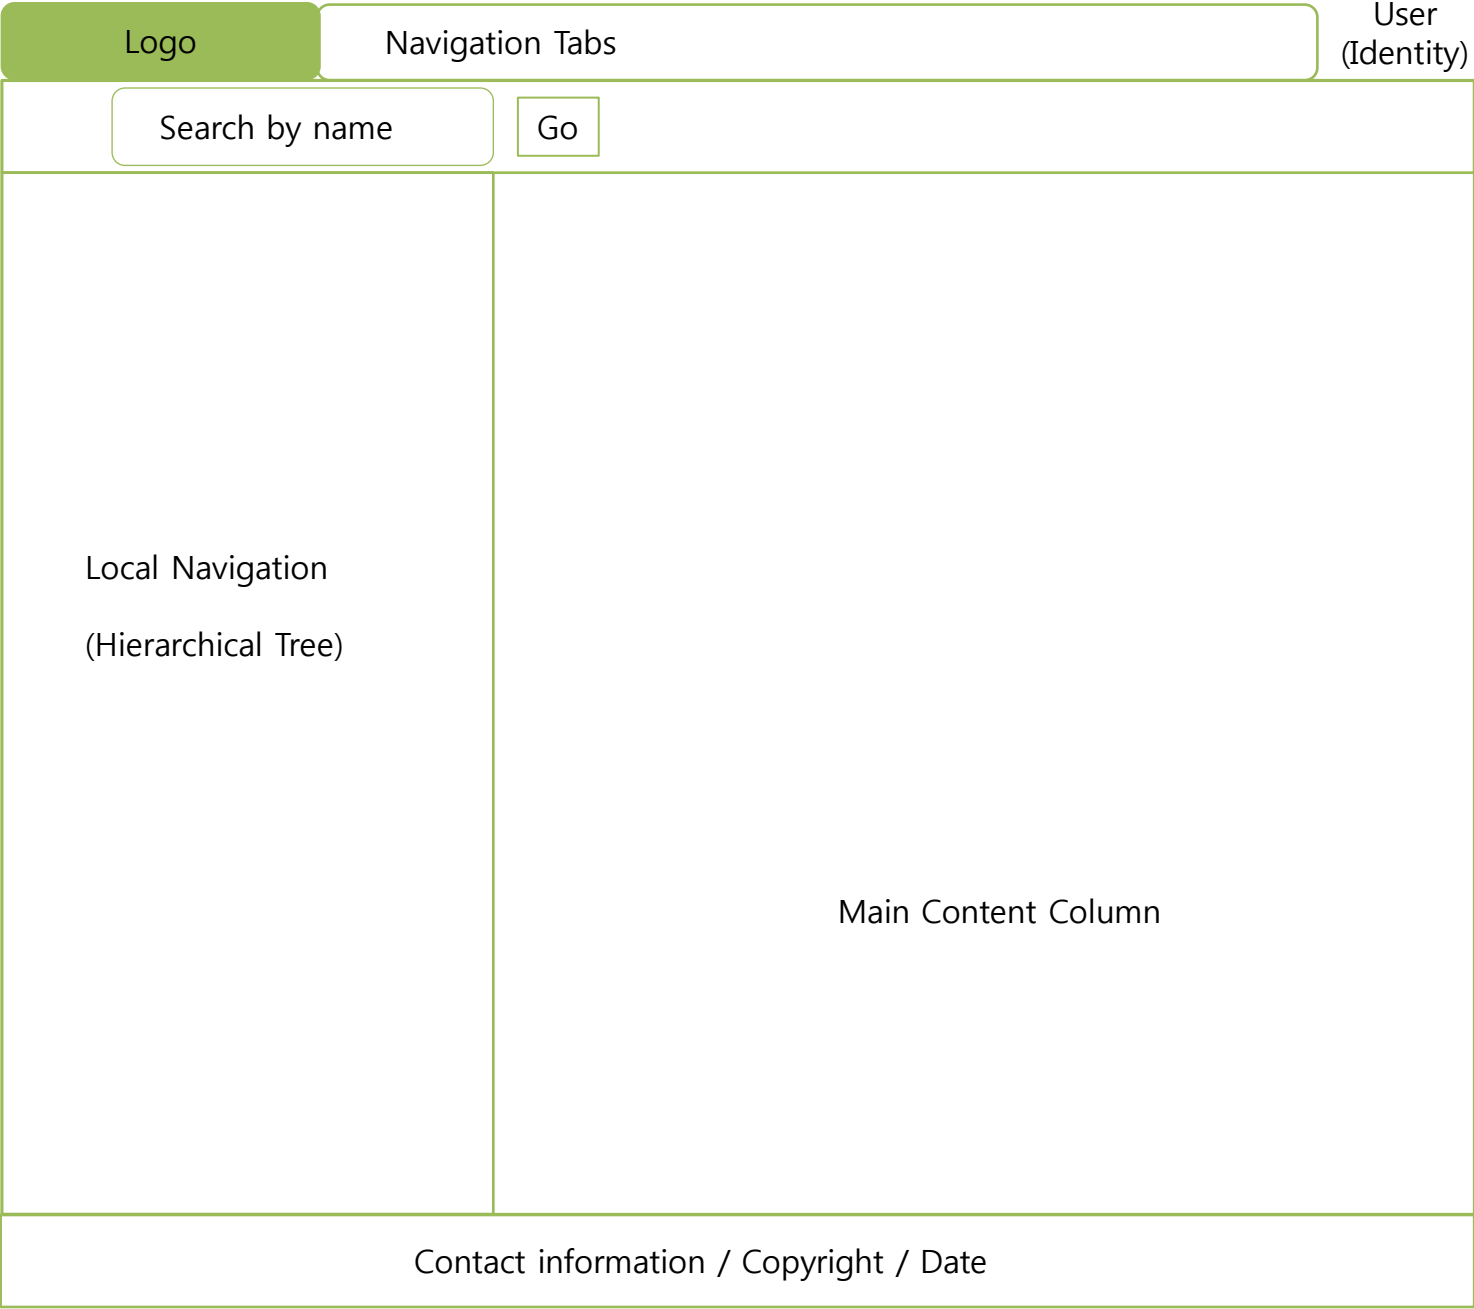 Logo
Navigation Tabs
User
(Identity)
Search by name
Go
Local Navigation
(Hierarchical Tree)
Main Content Column
Contact information / Copyright / Date